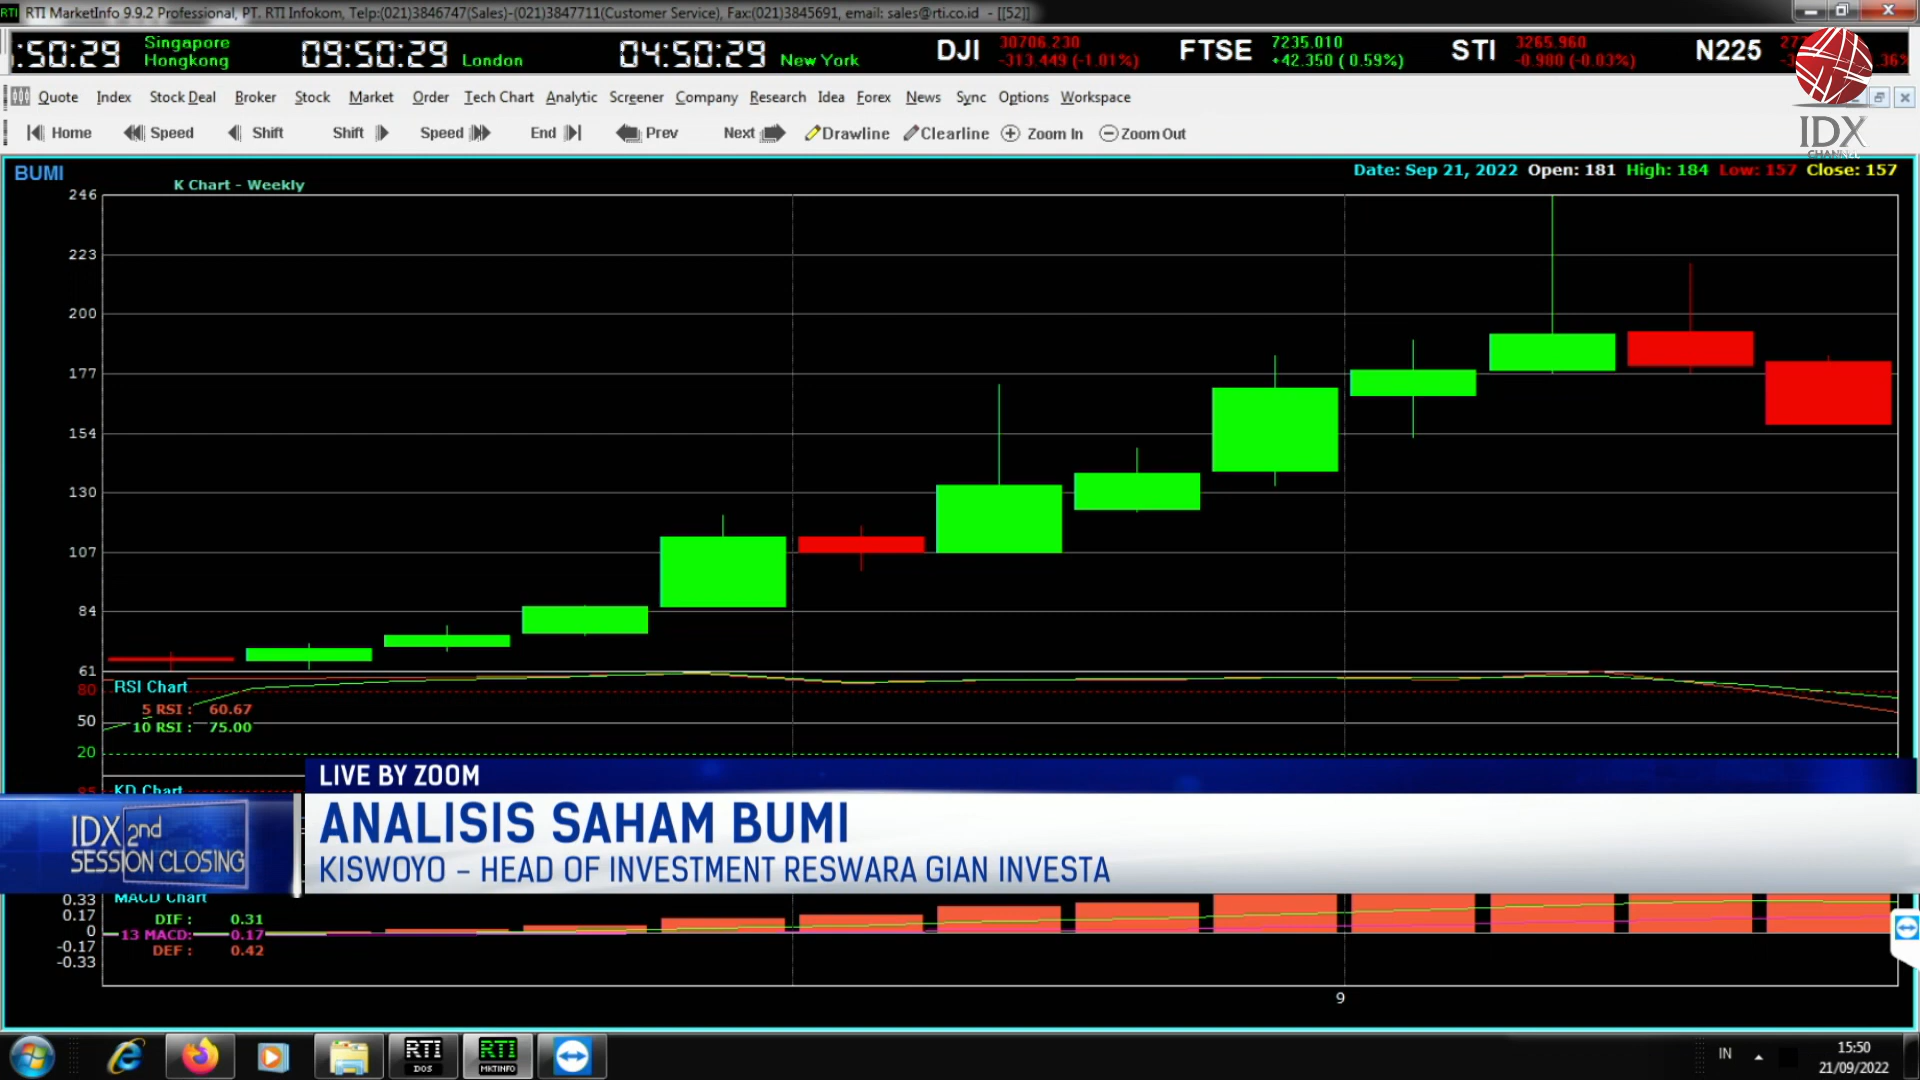 RTI MarketInfo 9.9.2 Professional, PT. RTI Infokom, Telp:(021)3846747(Sales)-(021)3847711(Customer Service), Fax:(021)3845691, email: sales@rti.co.id - [[52]]
:50:29 Singapore Hongkong 09:50:29 London 04:50:29 New York DJI 30706.230 -313.449 (-1.01%) FTSE 7235.010 +42.350 ( 0.59%) STI 3265.960 -0.980 (-0.03%) N225
Quote Index Stock Deal Broker Stock Market Order Tech Chart Analytic Screener Company Research Idea Forex News Sync Options Workspace
Home Speed Shift Shift Speed End Prev Next Drawline Clearline Zoom In Zoom Out
IDX
CHANNEL
BUMI
Date: Sep 21, 2022 Open: 181 High: 184 Low: 157 Close: 157
K Chart - Weekly
246
223
200
177
154
130
107
84
61
80
RSI Chart
5 RSI : 60.67
50
10 RSI : 75.00
20
KD Chart
LIVE BY ZOOM
ANALISIS SAHAM BUMI
KISWOYO – HEAD OF INVESTMENT RESWARA GIAN INVESTA
IDX 2nd
SESSION CLOSING
MACD Chart
0.33
0.17
DIF : 0.31
0
13 MACD: 0.17
-0.17
DEF : 0.42
-0.33
9
RTI DOS
RTI MKTINFO
IN
15:50
21/09/2022